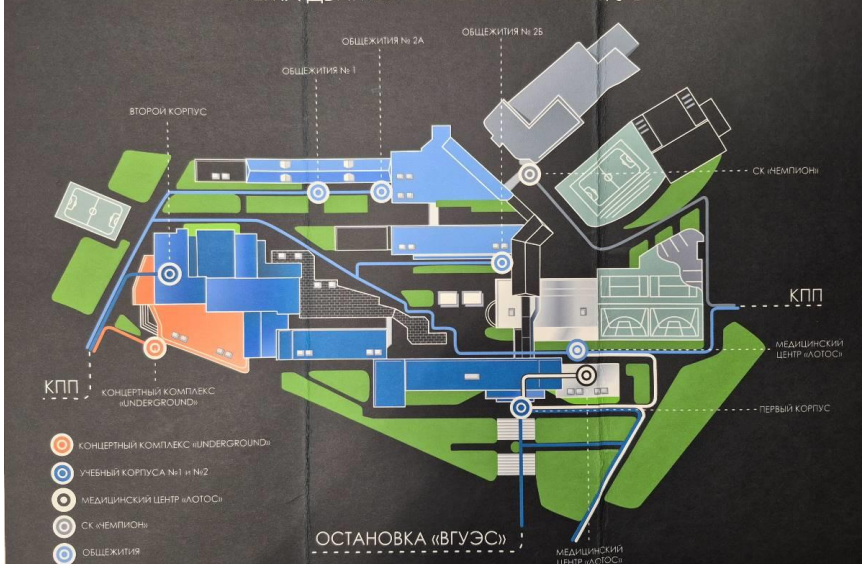 ОБЩЕЖИТИЯ № 2А
ОБЩЕЖИТИЯ № 2Б
ОБЩЕЖИТИЯ № 1
ВТОРОЙ КОРПУС
СК «ЧЕМПИОН»
КПП
МЕДИЦИНСКИЙ
ЦЕНТР «ЛОТОС»
КПП
КОНЦЕРТНЫЙ КОМПЛЕКС
«UNDERGROUND»
ПЕРВЫЙ КОРПУС
КОНЦЕРТНЫЙ КОМПЛЕКС «UNDERGROUND»
УЧЕБНЫЙ КОРПУСА №1 И №2
МЕДИЦИНСКИЙ ЦЕНТР «ЛОТОС»
СК «ЧЕМПИОН»
ОБЩЕЖИТИЯ
ОСТАНОВКА «ВГУЭС»
МЕДИЦИНСКИЙ
ЦЕНТР «ЛОТОС»